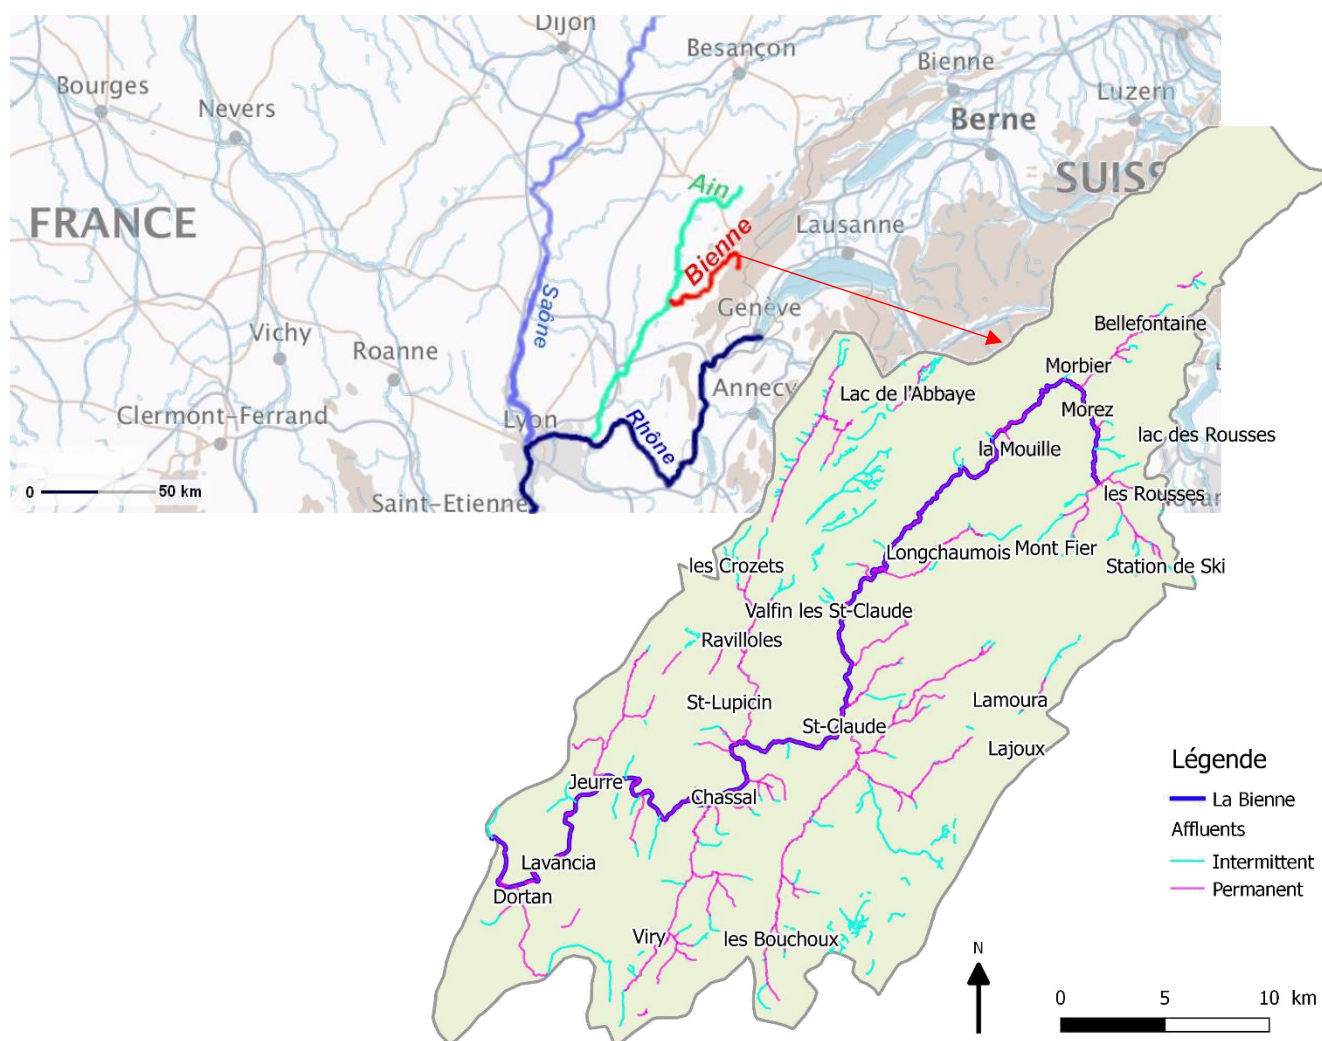 Dijon
Besançon
Bienne
Bourges
Luzern
Nevers
Berne
SUISS
Ain
FRANCE
Bienne
Lausanne
Saône
Genève
Vichy
Roanne
Annecy
Clermont-Ferrand
Lyon
Rhône
Saint-Etienne
0 50 km
Bellefontaine
Morbier
Lac de l'Abbaye
Morez
lac des Rousses
la Mouille
les Rousses
Longchaumois
Mont Fier
les Crozets
Station de Ski
Valfin les St-Claude
Ravilloles
St-Lupicin
Lamoura
St-Claude
Lajoux
Jeurre
Chassal
Lavancia
Dortan
Viry
les Bouchoux
Légende
La Bienne
Affluents
Intermittent
Permanent
N
0 5 10 km